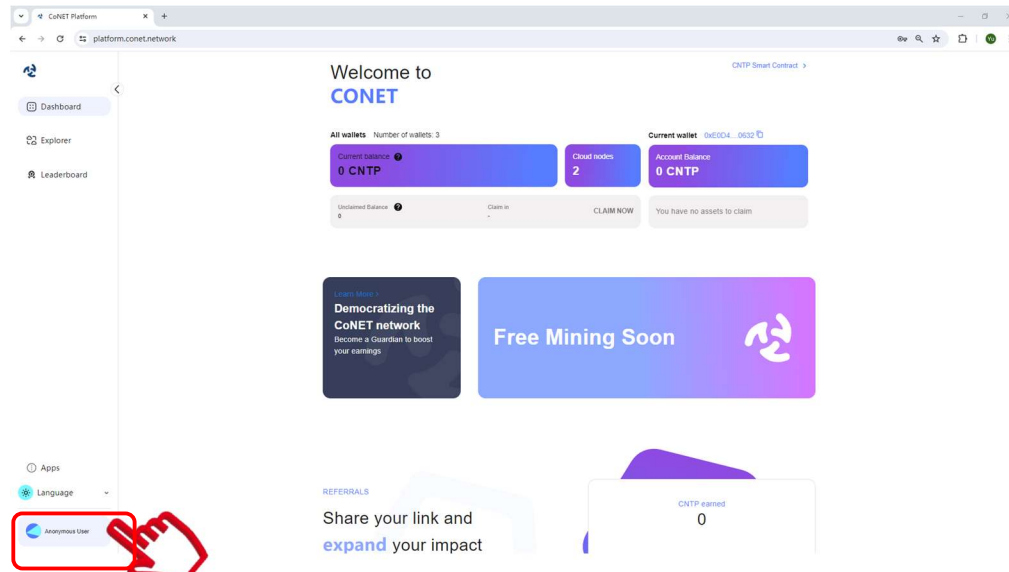 CoNET Platform
platform.conet.network
Yu
Welcome to
CONET
CNTP Smart Contract >
Dashboard
Explorer
Leaderboard
All wallets Number of wallets: 3
Current wallet 0xE0D4...0632
Current balance ?
0 CNTP
Cloud nodes
2
Account Balance
0 CNTP
Unclaimed Balance ?
0
Claim in
-
CLAIM NOW
You have no assets to claim
Learn More >
Democratizing the
CoNET network
Become a Guardian to boost
your earnings
Free Mining Soon
Apps
Language
Anonymous User
REFERRALS
Share your link and
expand your impact
CNTP earned
0